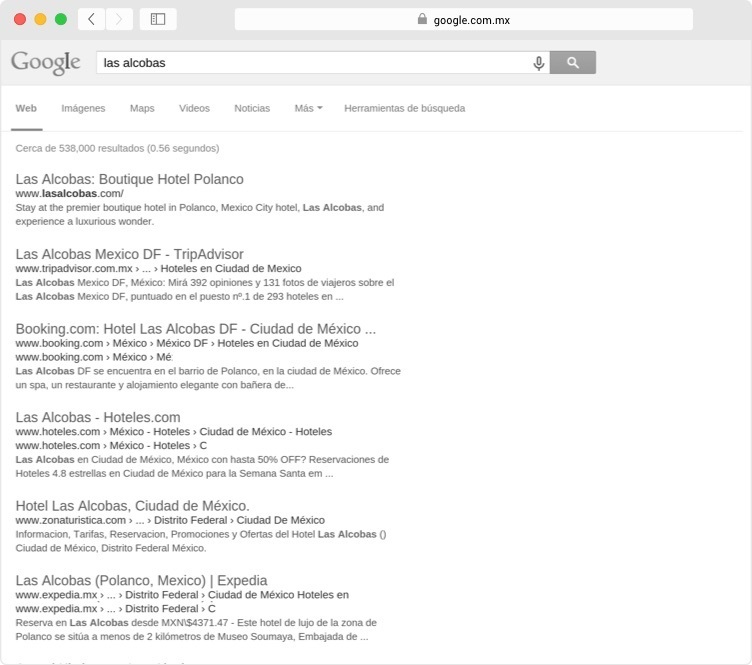 google.com.mx
Google
las alcobas
Web Imágenes Maps Videos Noticias Más Herramientas de búsqueda
Cerca de 538,000 resultados (0.56 segundos)
Las Alcobas: Boutique Hotel Polanco
www.lasalcobas.com/
Stay at the premier boutique hotel in Polanco, Mexico City hotel, Las Alcobas, and
experience a luxurious wonder.
Las Alcobas Mexico DF - TripAdvisor
www.tripadvisor.com.mx › ... › Hoteles en Ciudad de Mexico
Las Alcobas Mexico DF, México: Mirá 392 opiniones y 131 fotos de viajeros sobre el
Las Alcobas Mexico DF, puntuado en el puesto nº.1 de 293 hoteles en ...
Booking.com: Hotel Las Alcobas DF - Ciudad de México ...
www.booking.com › México › México DF › Hoteles en Ciudad de México
www.booking.com › México › Mé
Las Alcobas DF se encuentra en el barrio de Polanco, en la ciudad de México. Ofrece
un spa, un restaurante y alojamiento elegante con bañera de...
Las Alcobas - Hoteles.com
www.hoteles.com › México - Hoteles › Ciudad de México - Hoteles
www.hoteles.com › México - Hoteles › C
Las Alcobas en Ciudad de México, México con hasta 50% OFF? Reservaciones de
Hoteles 4.8 estrellas en Ciudad de México para la Semana Santa em ...
Hotel Las Alcobas, Ciudad de México.
www.zonaturistica.com › ... › Distrito Federal › Ciudad De México
Informacion, Tarifas, Reservacion, Promociones y Ofertas del Hotel Las Alcobas ()
Ciudad de México, Distrito Federal México.
Las Alcobas (Polanco, Mexico) | Expedia
www.expedia.mx › ... › Distrito Federal › Ciudad de México Hoteles en
www.expedia.mx › ... › Distrito Federal › C
Reserva en Las Alcobas desde MXN\$4371.47 - Este hotel de lujo de la zona de
Polanco se sitúa a menos de 2 kilómetros de Museo Soumaya, Embajada de ...